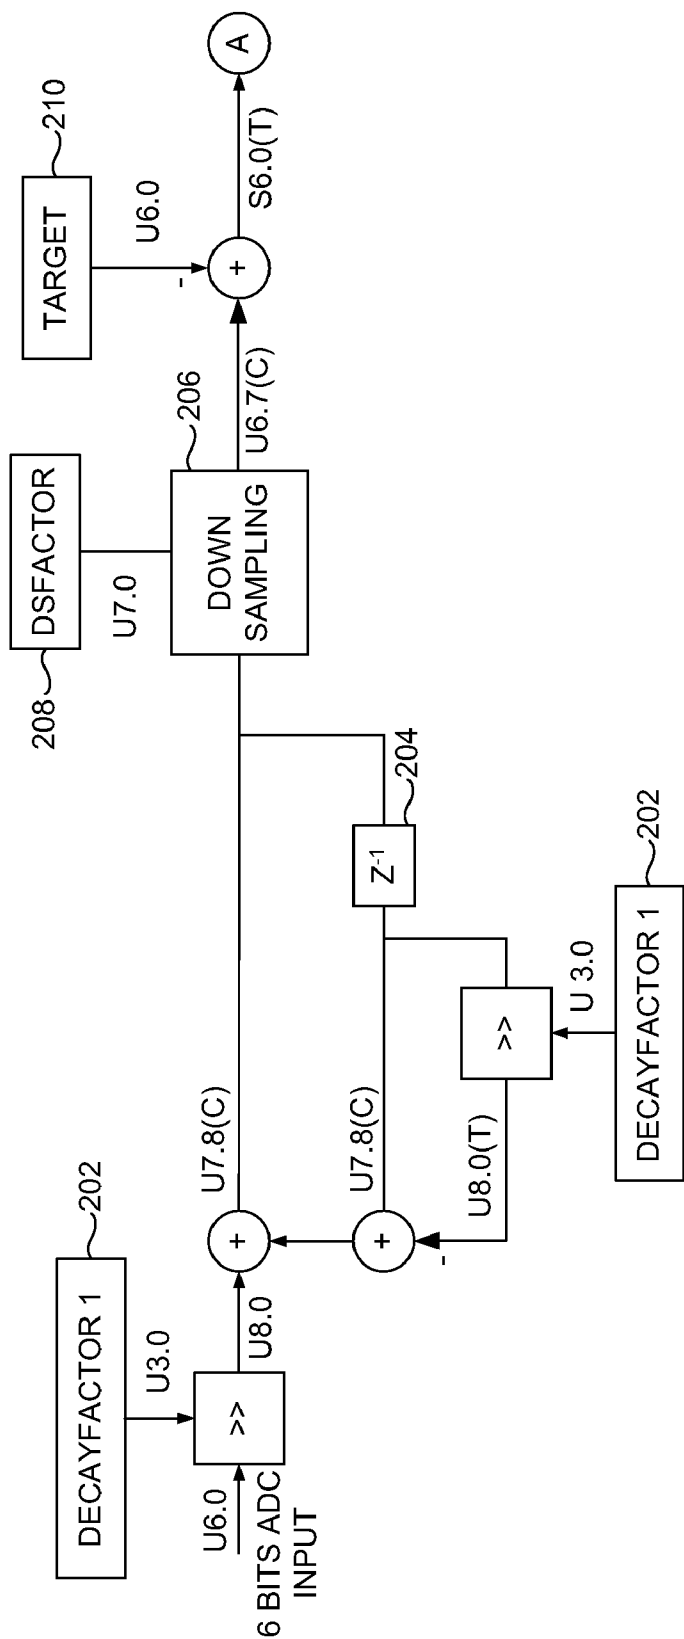 6 BITS ADC
INPUT
U6.0
DECAYFACTOR 1
202
U3.0
>>
U8.0
+
U7.8(C)
+
U7.8(C)
-
U8.0(T)
>>
U 3.0
DECAYFACTOR 1
202
Z-1
204
208
DSFACTOR
U7.0
DOWN
SAMPLING
206
U6.7(C)
TARGET
210
U6.0
-
+
S6.0(T)
A